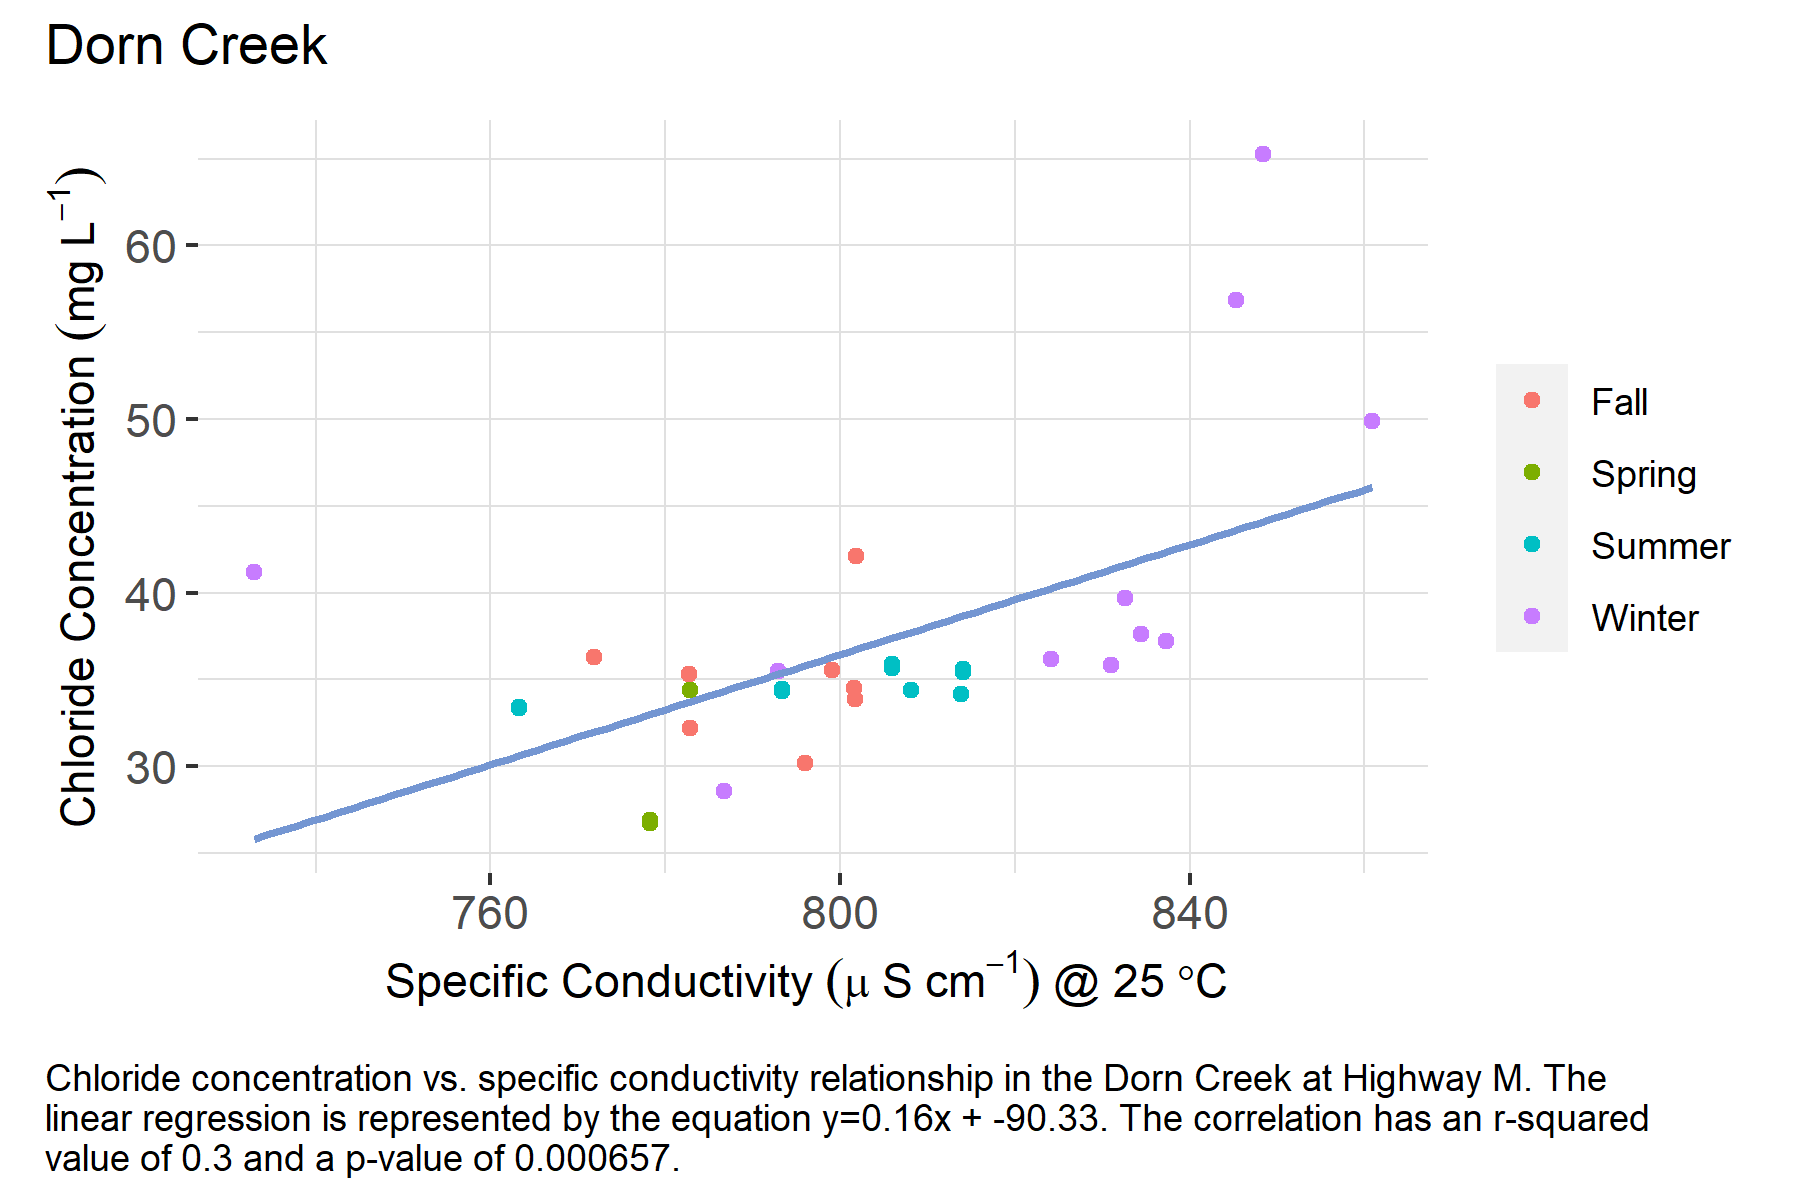 Dorn Creek
Chloride Concentration (mg L⁻¹)
60
50
40
30
760 800 840
Specific Conductivity (μ S cm⁻¹) @ 25 °C
Fall
Spring
Summer
Winter
Chloride concentration vs. specific conductivity relationship in the Dorn Creek at Highway M. The
linear regression is represented by the equation y=0.16x + -90.33. The correlation has an r-squared
value of 0.3 and a p-value of 0.000657.